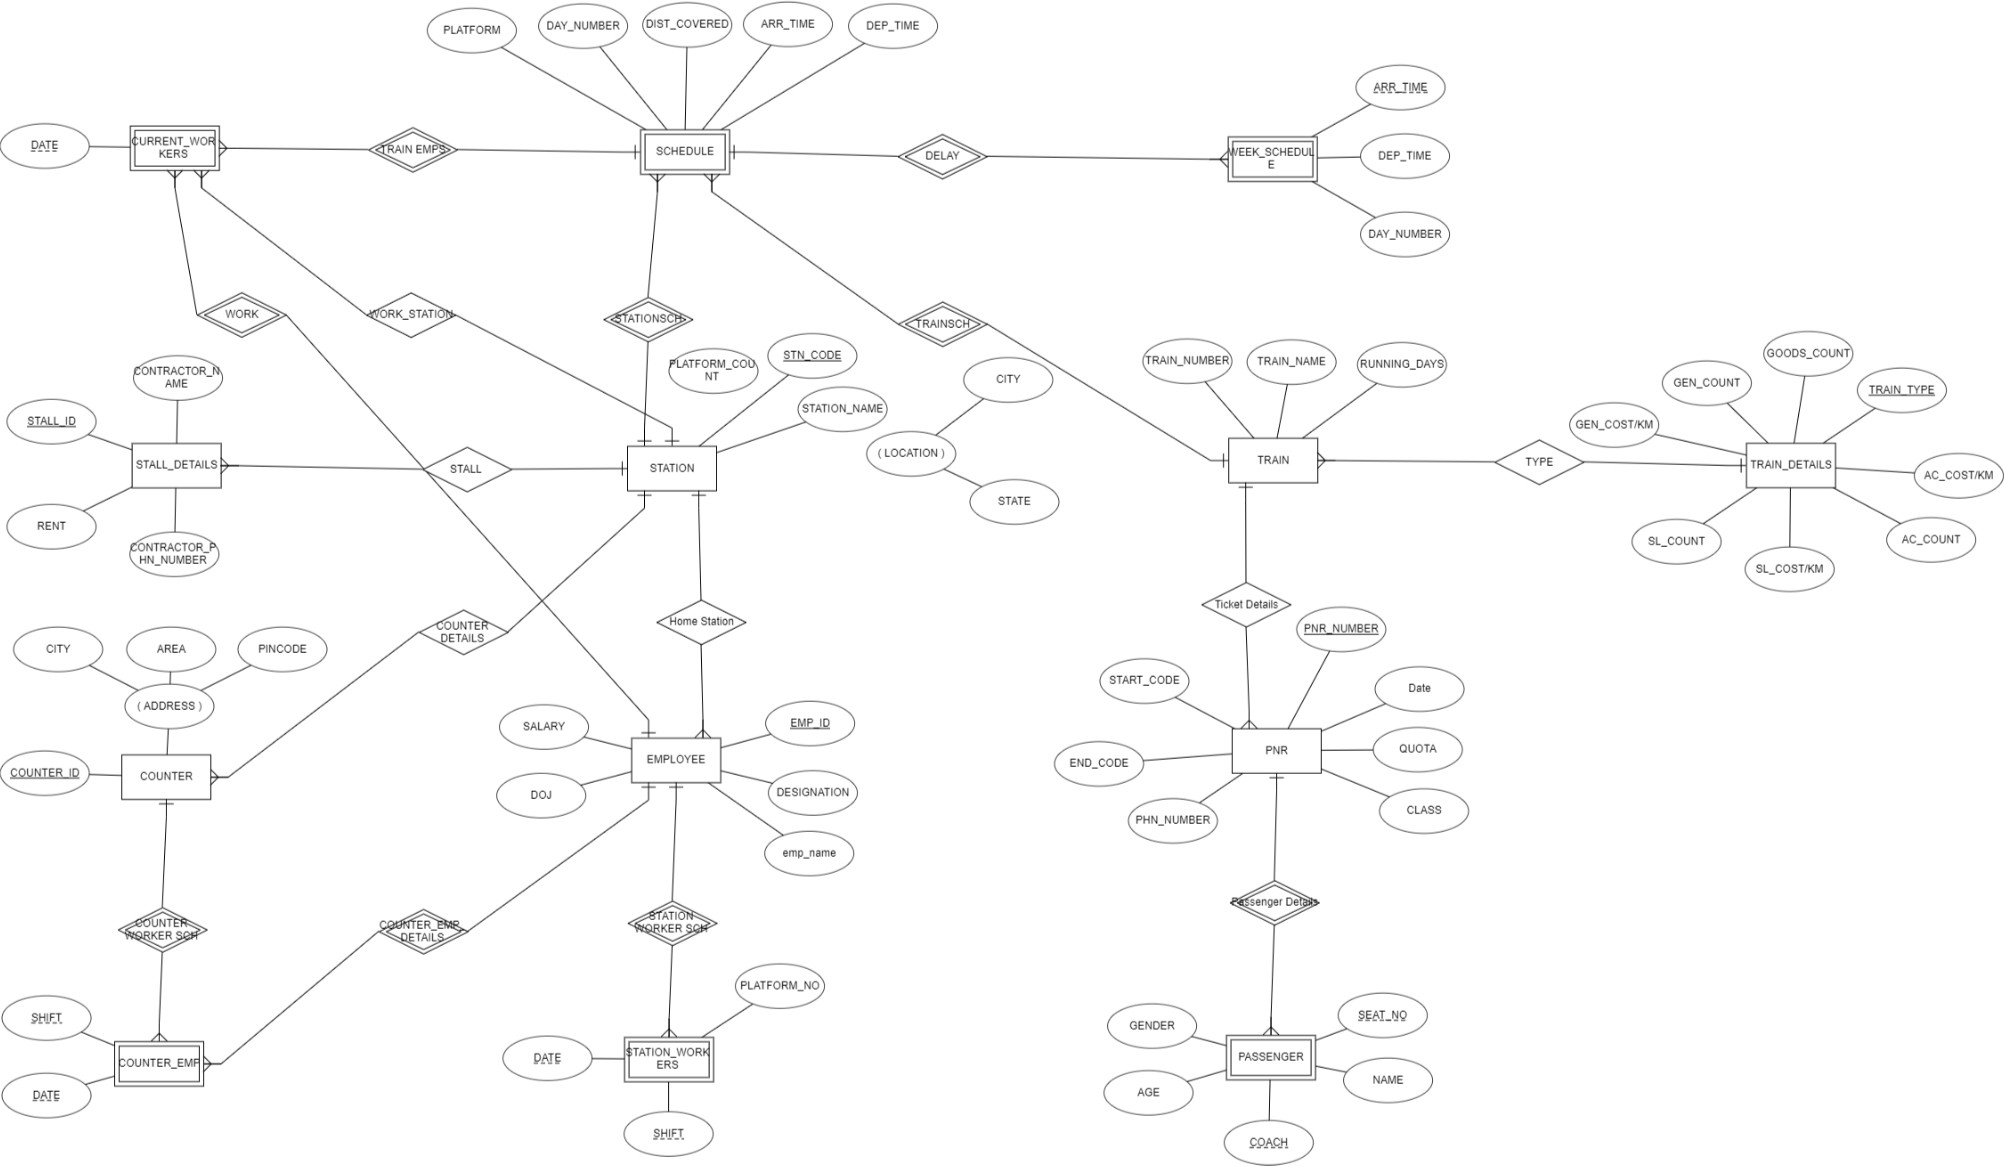 PLATFORM
DAY_NUMBER
DIST_COVERED
ARR_TIME
DEP_TIME
ARR_TIME
DATE
CURRENT_WOR
KERS
TRAIN EMPS
SCHEDULE
DELAY
WEEK_SCHEDUL
E
DEP_TIME
DAY_NUMBER
WORK
WORK_STATION
STATIONSCH
TRAINSCH
PLATFORM_COU
NT
STN_CODE
CITY
TRAIN_NUMBER
TRAIN_NAME
RUNNING_DAYS
GOODS_COUNT
GEN_COUNT
TRAIN_TYPE
CONTRACTOR_N
AME
STALL_ID
STATION_NAME
GEN_COST/KM
STALL_DETAILS
STALL
STATION
( LOCATION )
TRAIN
TYPE
TRAIN_DETAILS
AC_COST/KM
STATE
RENT
CONTRACTOR_P
HN_NUMBER
SL_COUNT
AC_COUNT
SL_COST/KM
Ticket Details
COUNTER
DETAILS
Home Station
PNR_NUMBER
CITY
AREA
PINCODE
START_CODE
Date
( ADDRESS )
SALARY
EMP_ID
COUNTER_ID
COUNTER
EMPLOYEE
END_CODE
PNR
QUOTA
DOJ
DESIGNATION
PHN_NUMBER
CLASS
emp_name
COUNTER
WORKER SCH
COUNTER_EMP_
DETAILS
STATION
WORKER SCH
Passenger Details
PLATFORM_NO
SHIFT
GENDER
SEAT_NO
DATE
STATION_WORK
ERS
COUNTER_EMP
PASSENGER
DATE
AGE
NAME
SHIFT
COACH